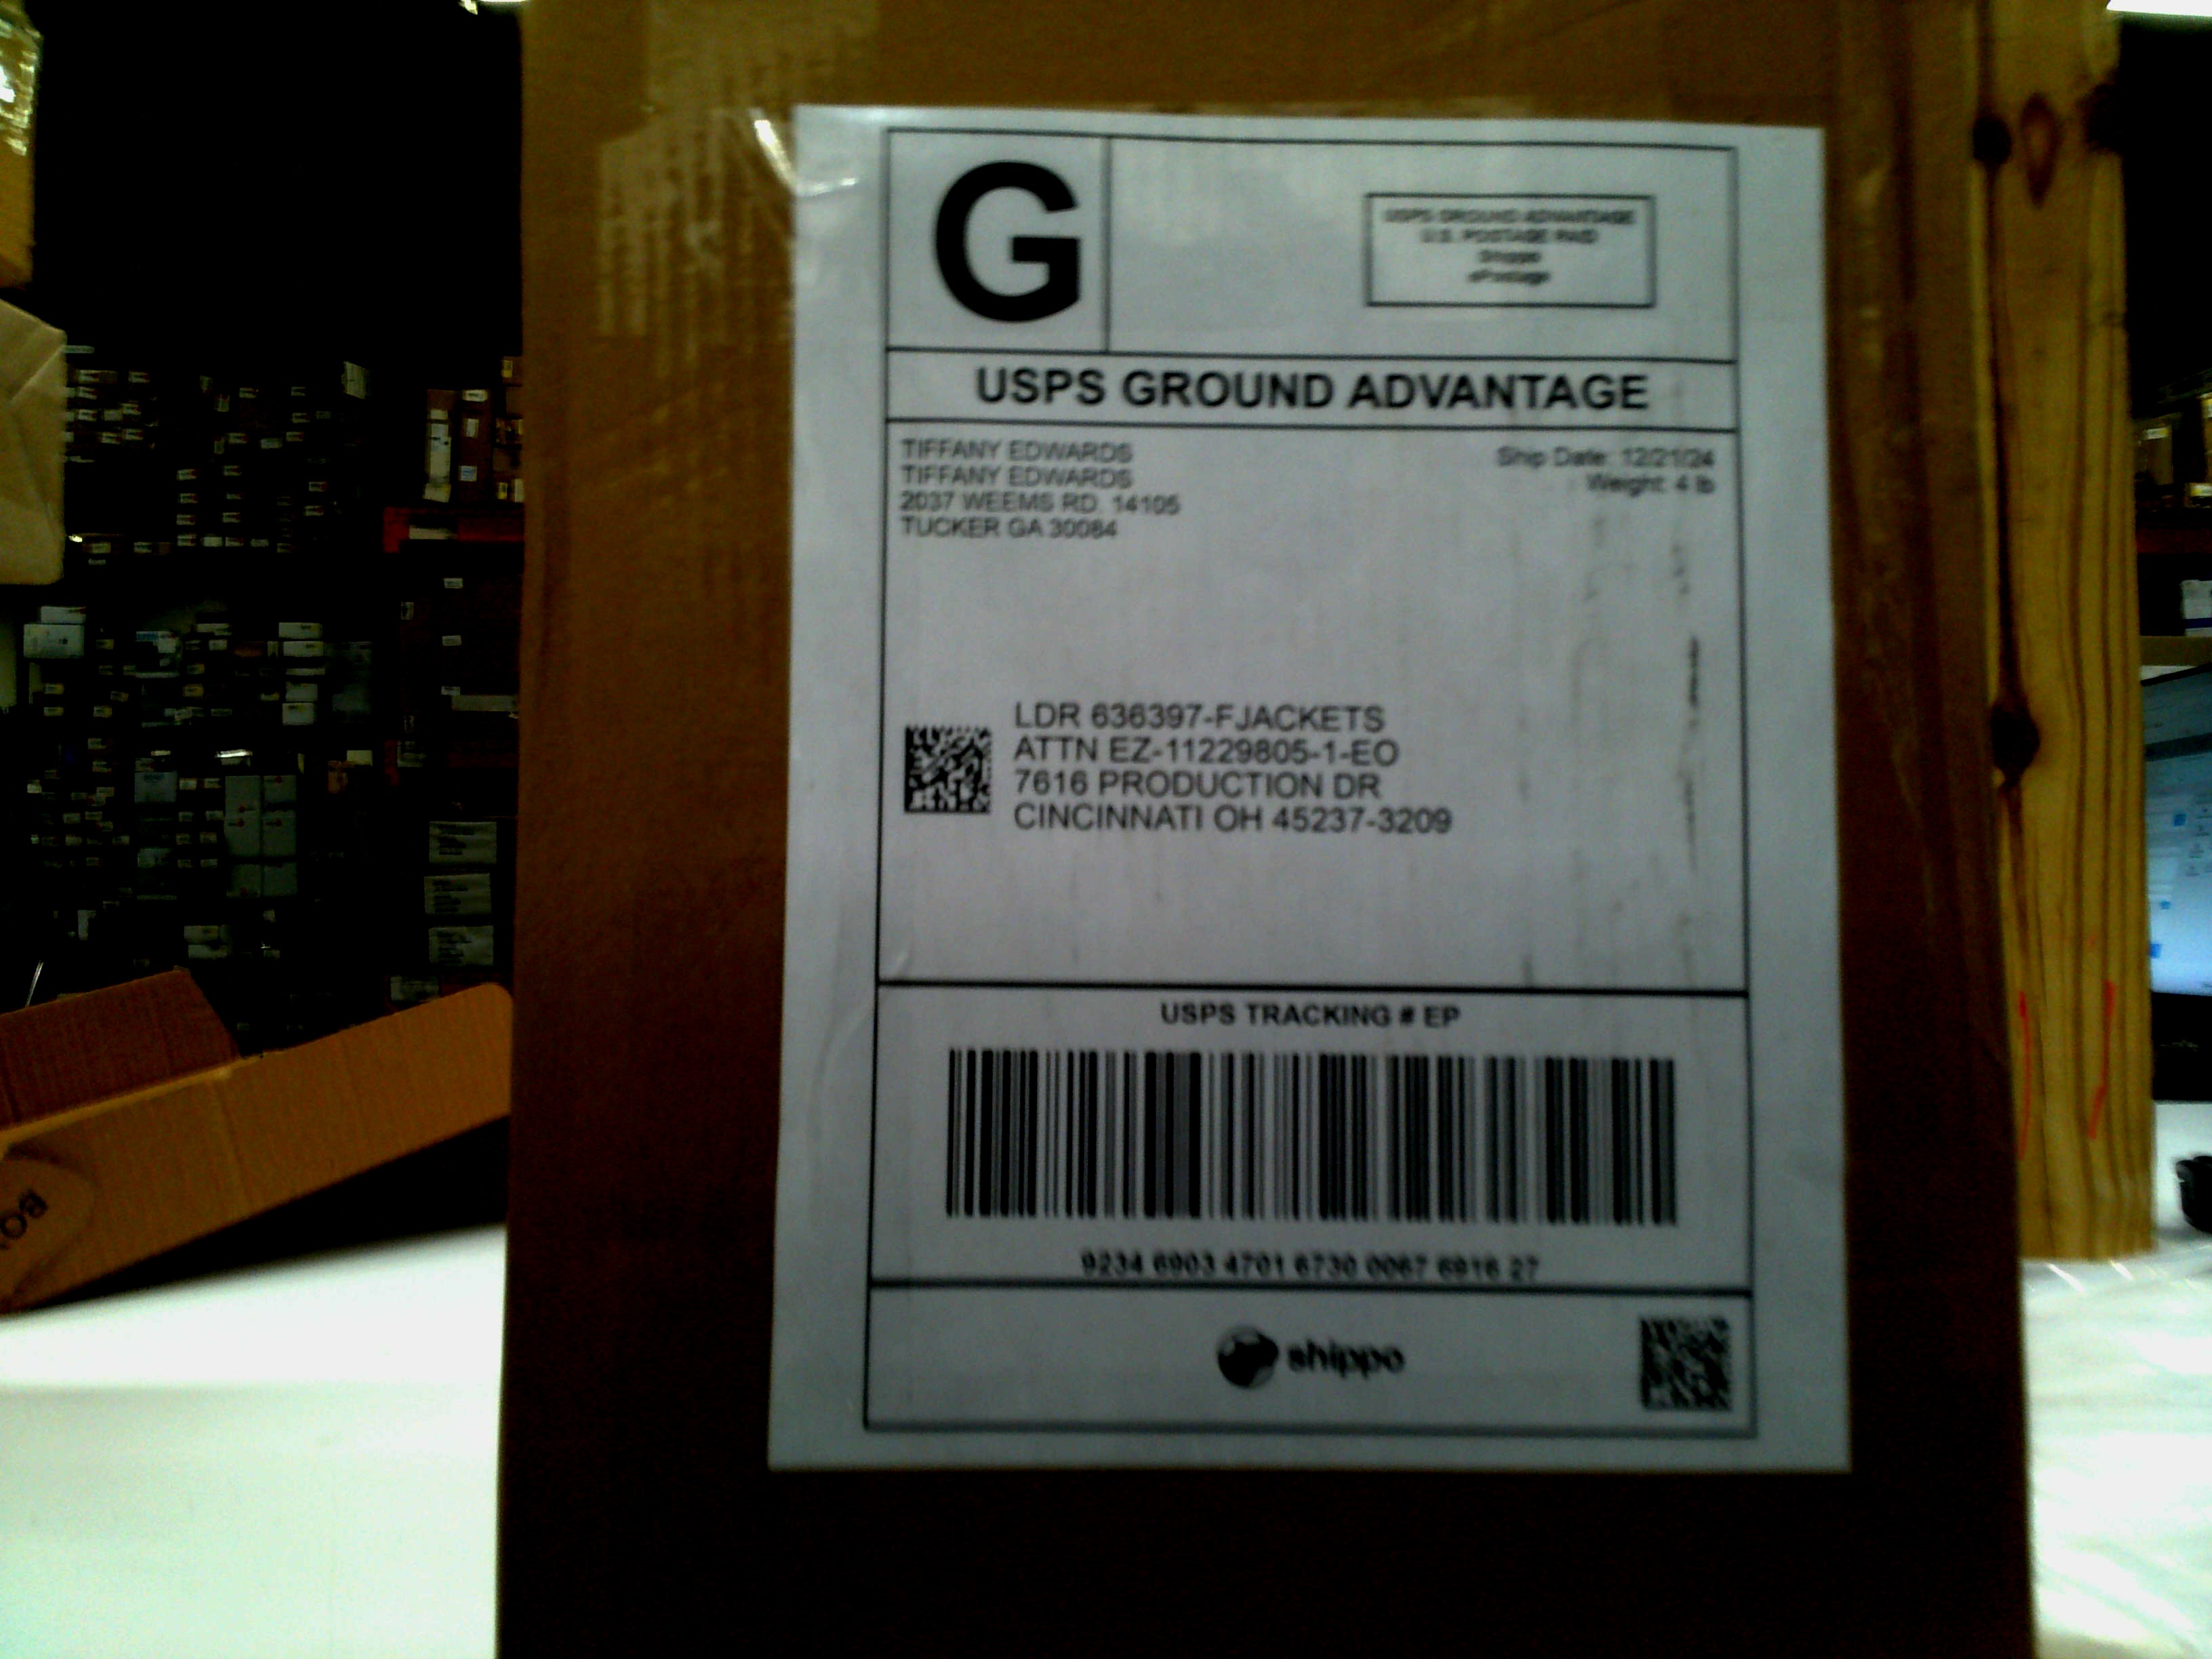 G
USPS GROUND ADVANTAGE
U.S. POSTAGE PAID
Shippo
ePostage
USPS GROUND ADVANTAGE
TIFFANY EDWARDS
TIFFANY EDWARDS
2037 WEEMS RD. 14105
TUCKER GA 30084
Ship Date: 12/21/24
Weight: 4 lb
LDR 636397-FJACKETS
ATTN EZ-11229805-1-EO
7616 PRODUCTION DR
CINCINNATI OH 45237-3209
USPS TRACKING # EP
9234 6903 4701 6730 0067 6916 27
shippo